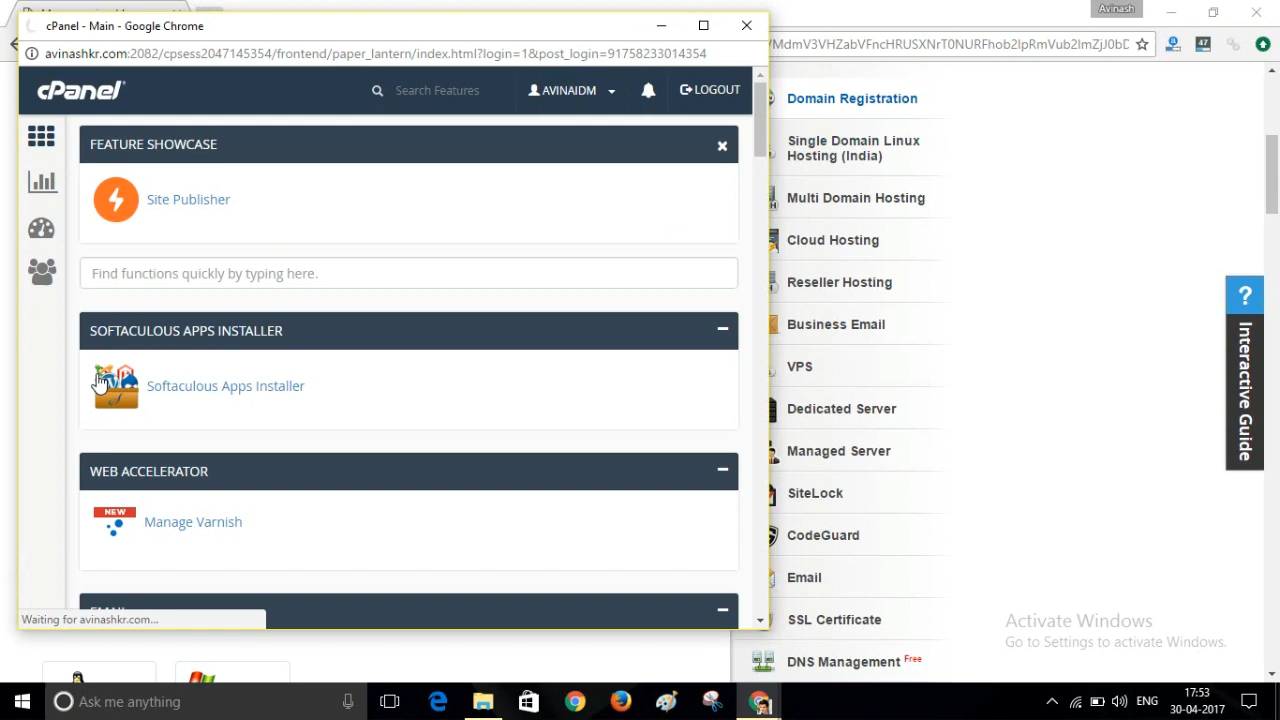 Avinash
cPanel - Main - Google Chrome
avinashkr.com:2082/cpsess2047145354/frontend/paper_lantern/index.html?login=1&post_login=91758233014354
cPanel
Search Features
AVINAIDM
LOGOUT
FEATURE SHOWCASE
Site Publisher
Find functions quickly by typing here.
SOFTACULOUS APPS INSTALLER
Softaculous Apps Installer
WEB ACCELERATOR
NEW
Manage Varnish
Waiting for avinashkr.com...
47
Domain Registration
Single Domain Linux
Hosting (India)
Multi Domain Hosting
Cloud Hosting
Reseller Hosting
Business Email
VPS
Dedicated Server
Managed Server
SiteLock
CodeGuard
Email
SSL Certificate
DNS Management Free
?
Interactive Guide
Activate Windows
Go to Settings to activate Windows.
Ask me anything
ENG
17:53
30-04-2017